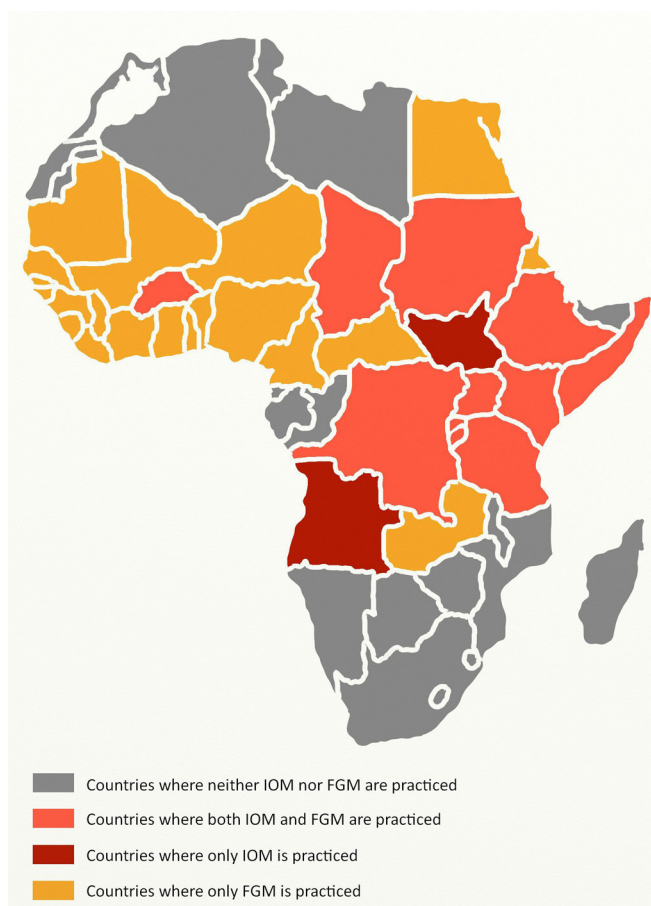 Countries where neither IOM nor FGM are practiced
Countries where both IOM and FGM are practiced
Countries where only IOM is practiced
Countries where only FGM is practiced